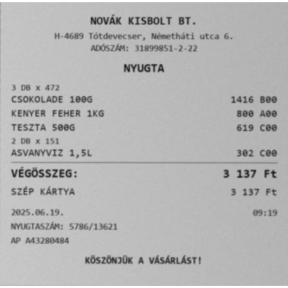 NOVÁK KISBOLT BT.
H-4689 Tótdevecser, Németháti utca 6.
ADÓSZÁM: 31899851-2-22
NYUGTA
3 DB x 472
CSOKOLADE 100G 1416 B00
KENYER FEHER 1KG 800 A00
TESZTA 500G 619 C00
2 DB x 151
ASVANYVIZ 1,5L 302 C00
VÉGÖSSZEG: 3 137 Ft
SZÉP KÁRTYA 3 137 Ft
2025.06.19. 09:19
NYUGTASZÁM: 5786/13621
AP A43280484
KÖSZÖNJÜK A VÁSÁRLÁST!